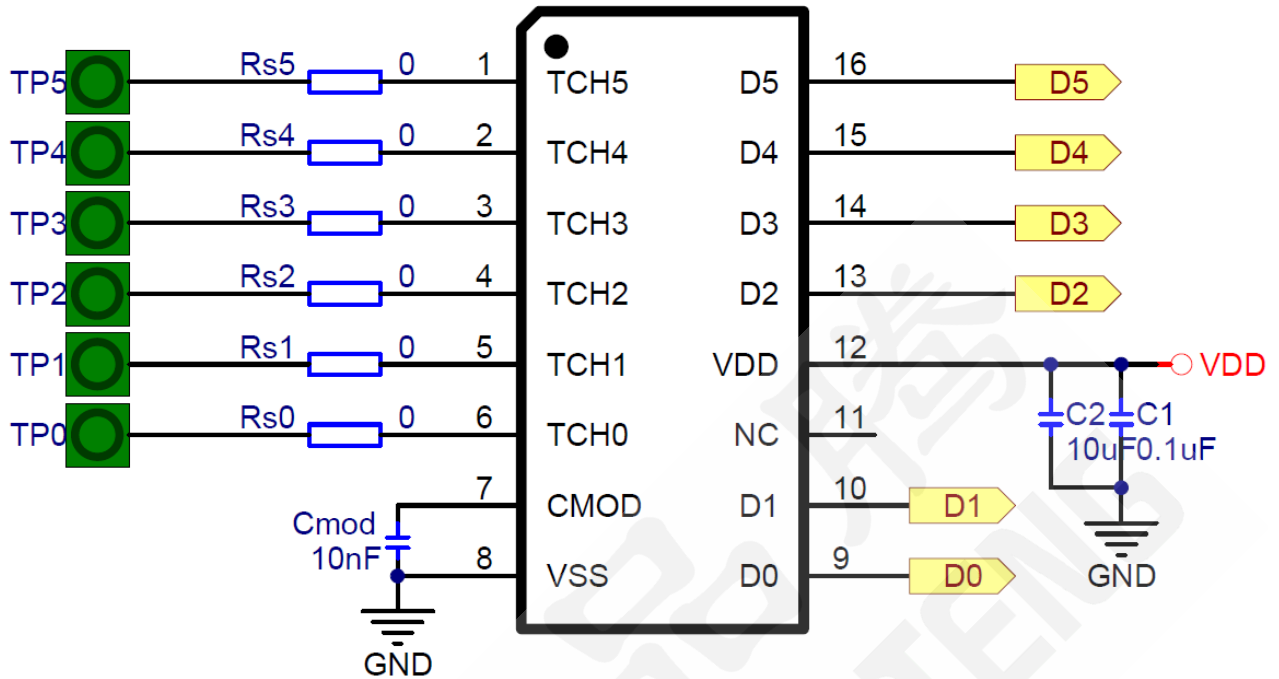 TP5 Rs5 0 1 TCH5 D5 16 D5
TP4 Rs4 0 2 TCH4 D4 15 D4
TP3 Rs3 0 3 TCH3 D3 14 D3
TP2 Rs2 0 4 TCH2 D2 13 D2
TP1 Rs1 0 5 TCH1 VDD 12 VDD
C2 C1
10uF 0.1uF
TP0 Rs0 0 6 TCH0 NC 11
7 CMOD D1 10 D1
Cmod
10nF
8 VSS D0 9 D0
GND
GND
TENG